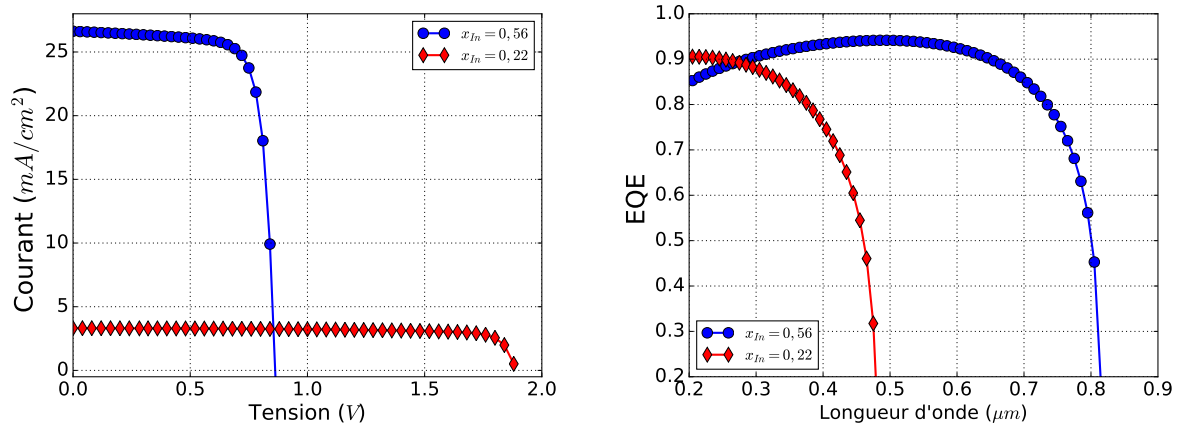 Courant (mA/cm²)
25
20
15
10
5
0
0.0 0.5 1.0 1.5 2.0
Tension (V)
x_In = 0, 56
x_In = 0, 22
EQE
1.0
0.9
0.8
0.7
0.6
0.5
0.4
0.3
0.2
0.2 0.3 0.4 0.5 0.6 0.7 0.8 0.9
Longueur d'onde (μm)
x_In = 0, 56
x_In = 0, 22